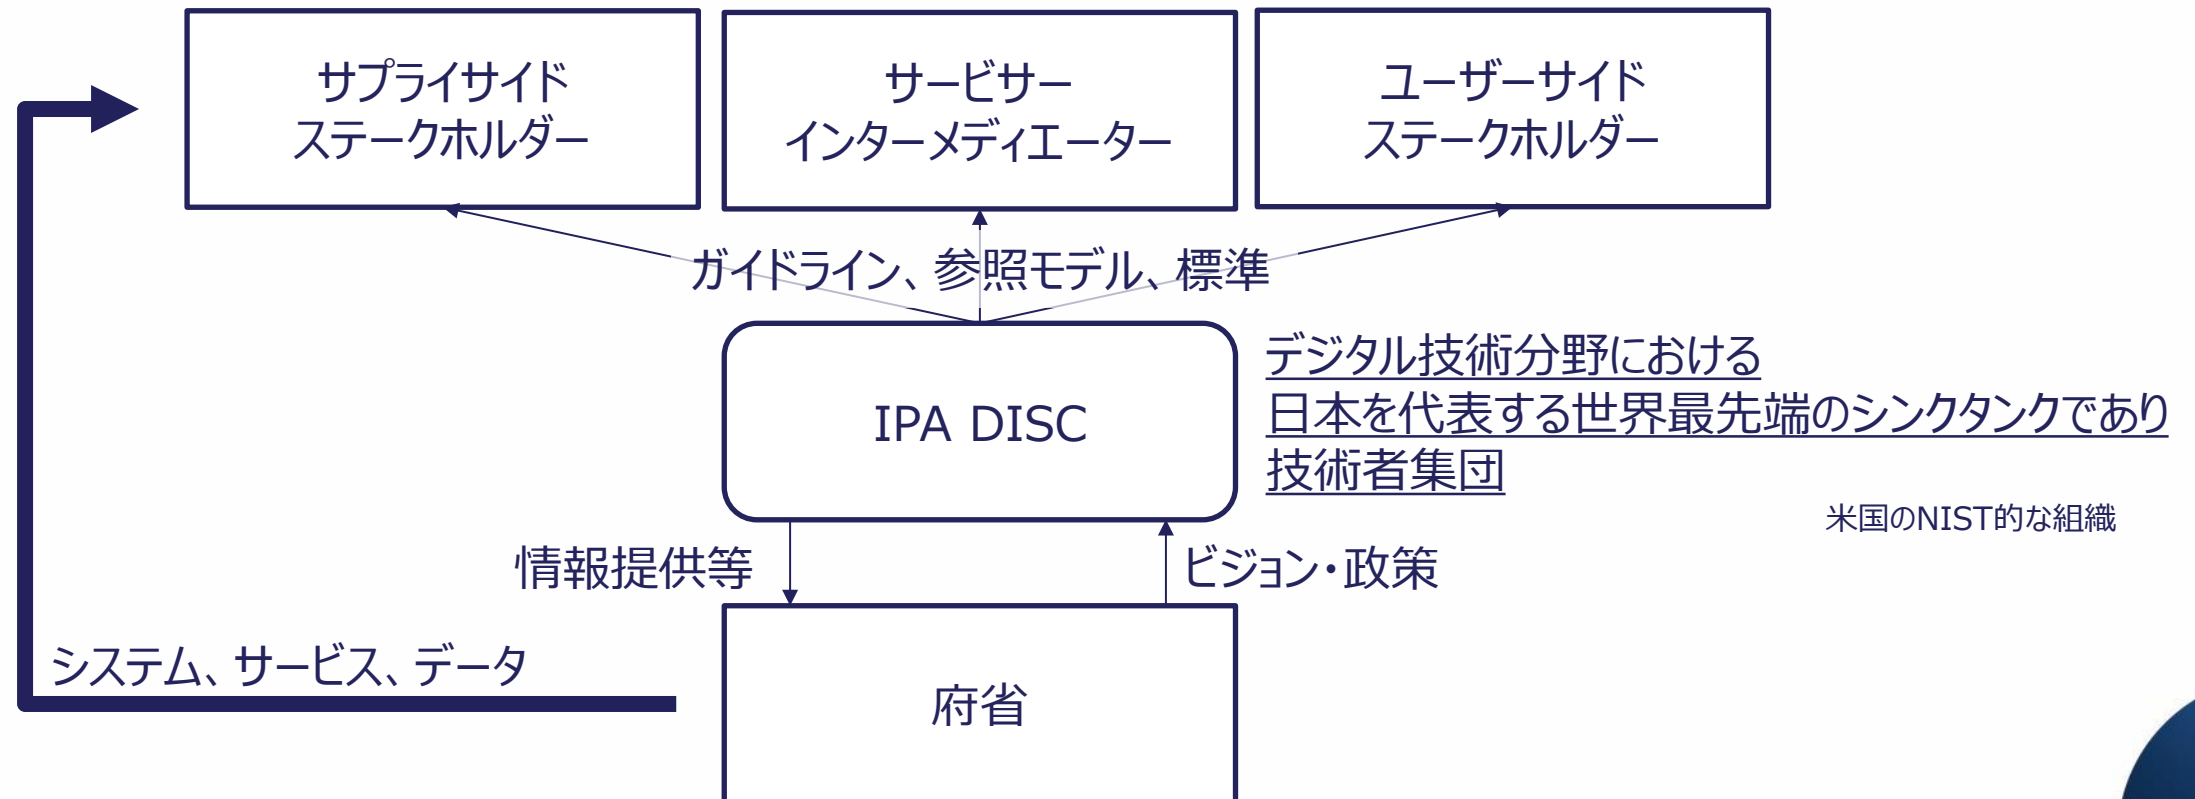 サプライサイド
ステークホルダー
サービサー
インターメディエーター
ユーザーサイド
ステークホルダー
ガイドライン、参照モデル、標準
IPA DISC
デジタル技術分野における
日本を代表する世界最先端のシンクタンクであり
技術者集団
米国のNIST的な組織
情報提供等
ビジョン・政策
システム、サービス、データ
府省